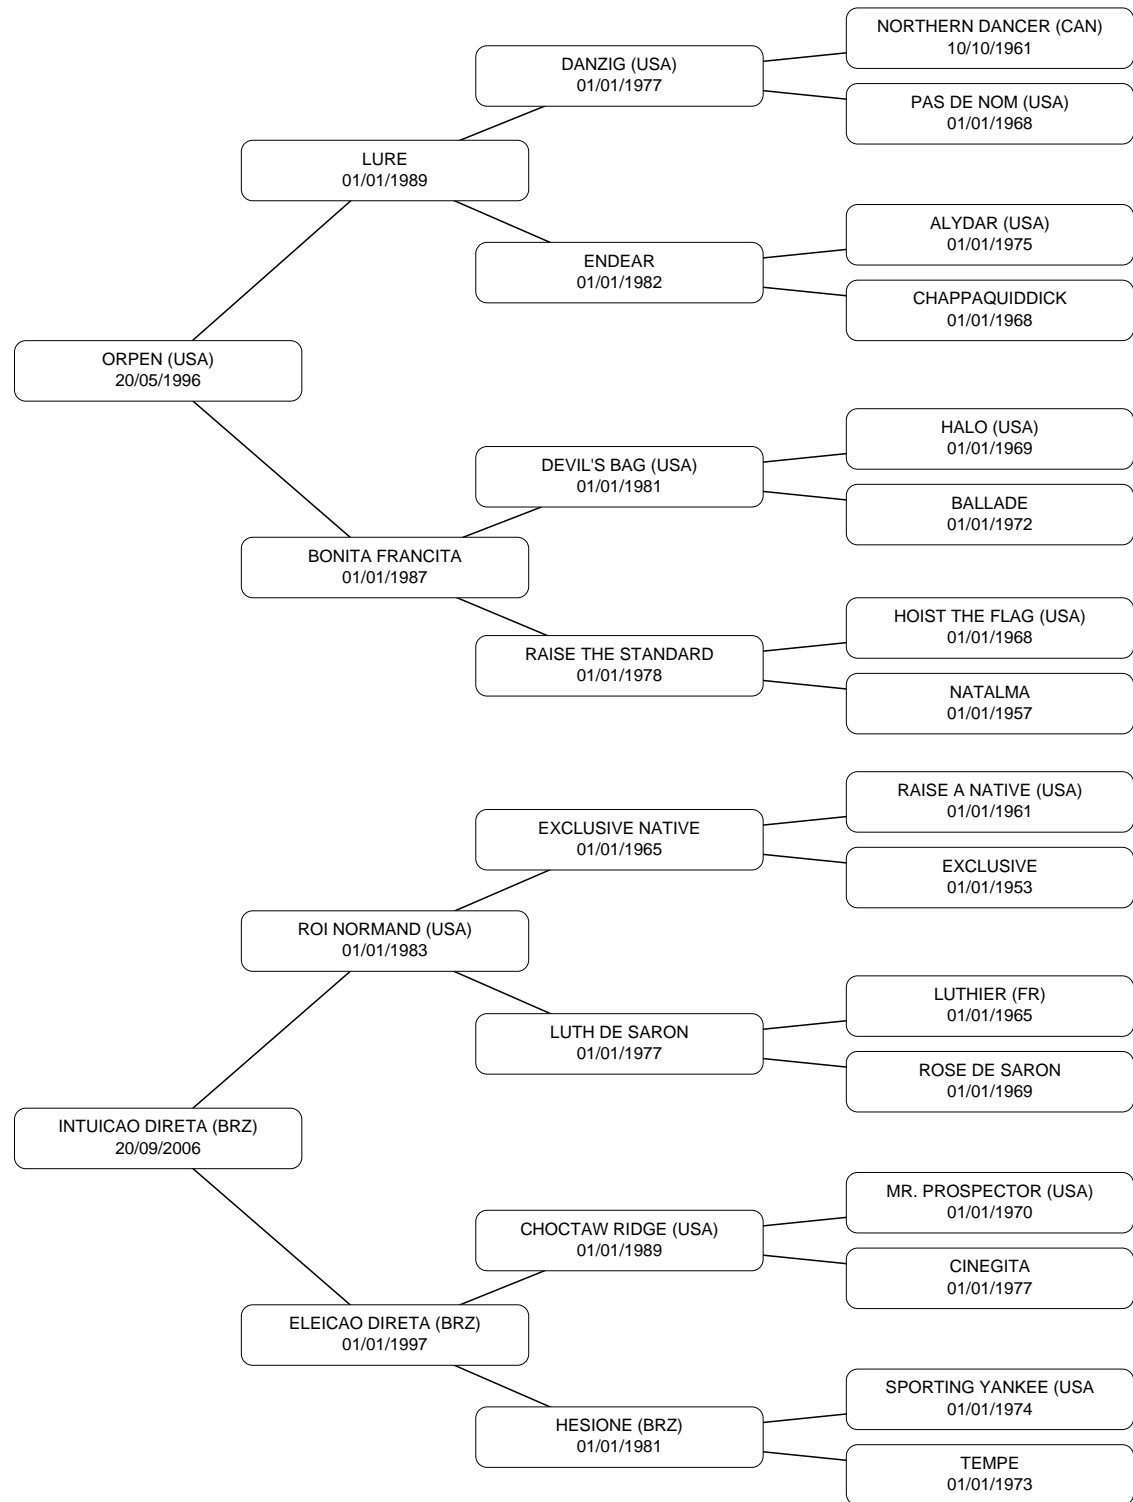 NORTHERN DANCER (CAN)
10/10/1961
DANZIG (USA)
01/01/1977
PAS DE NOM (USA)
01/01/1968
LURE
01/01/1989
ALYDAR (USA)
01/01/1975
ENDEAR
01/01/1982
CHAPPAQUIDDICK
01/01/1968
ORPEN (USA)
20/05/1996
HALO (USA)
01/01/1969
DEVIL'S BAG (USA)
01/01/1981
BALLADE
01/01/1972
BONITA FRANCITA
01/01/1987
HOIST THE FLAG (USA)
01/01/1968
RAISE THE STANDARD
01/01/1978
NATALMA
01/01/1957
RAISE A NATIVE (USA)
01/01/1961
EXCLUSIVE NATIVE
01/01/1965
EXCLUSIVE
01/01/1953
ROI NORMAND (USA)
01/01/1983
LUTHIER (FR)
01/01/1965
LUTH DE SARON
01/01/1977
ROSE DE SARON
01/01/1969
INTUICAO DIRETA (BRZ)
20/09/2006
MR. PROSPECTOR (USA)
01/01/1970
CHOCTAW RIDGE (USA)
01/01/1989
CINEGITA
01/01/1977
ELEICAO DIRETA (BRZ)
01/01/1997
SPORTING YANKEE (USA
01/01/1974
HESIONE (BRZ)
01/01/1981
TEMPE
01/01/1973